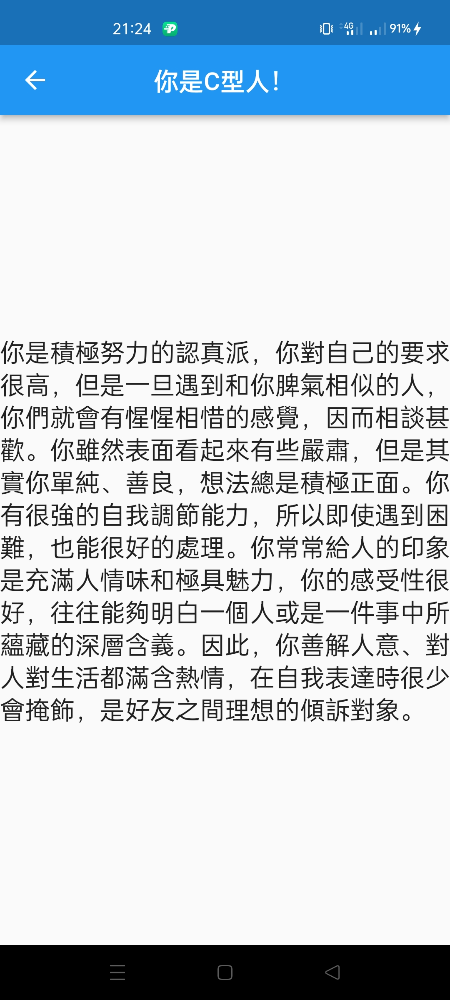 21:24
4G
91%
你是C型人！
你是積極努力的認真派，你對自己的要求
很高，但是一旦遇到和你脾氣相似的人，
你們就會有惺惺相惜的感覺，因而相談甚
歡。你雖然表面看起來有些嚴肅，但是其
實你單純、善良，想法總是積極正面。你
有很強的自我調節能力，所以即使遇到困
難，也能很好的處理。你常常給人的印象
是充滿人情味和極具魅力，你的感受性很
好，往往能夠明白一個人或是一件事中所
蘊藏的深層含義。因此，你善解人意、對
人對生活都滿含熱情，在自我表達時很少
會掩飾，是好友之間理想的傾訴對象。